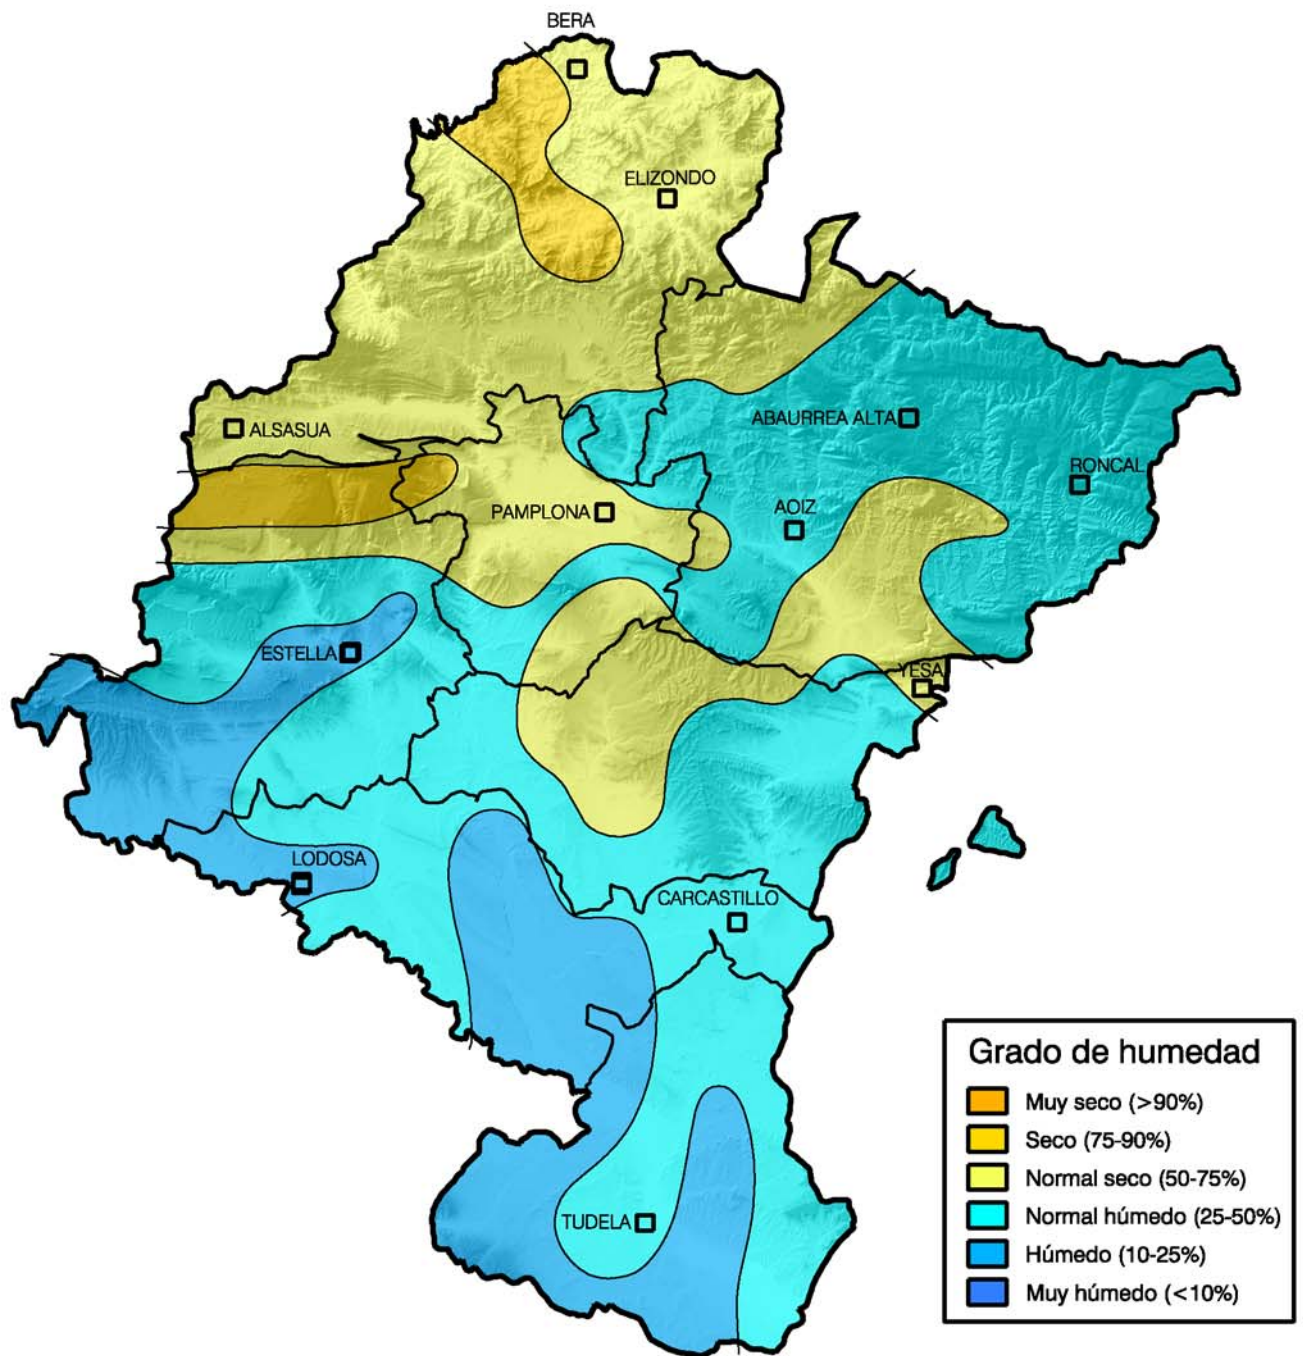 BERA
ELIZONDO
ABAURREA ALTA
ALSASUA
RONCAL
PAMPLONA
AOIZ
ESTELLA
YESA
LODOSA
CARCASTILLO
TUDELA
Grado de humedad
Muy seco (>90%)
Seco (75-90%)
Normal seco (50-75%)
Normal húmedo (25-50%)
Húmedo (10-25%)
Muy húmedo (<10%)